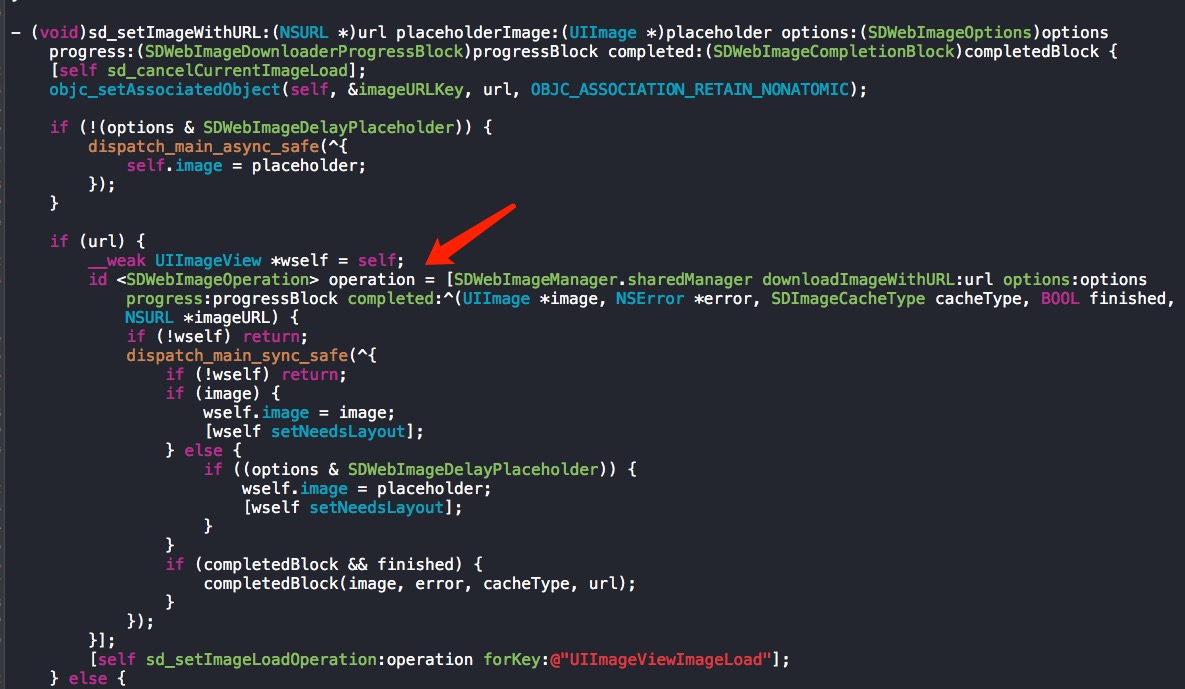 - (void)sd_setImageWithURL:(NSURL *)url placeholderImage:(UIImage *)placeholder options:(SDWebImageOptions)options
progress:(SDWebImageDownloaderProgressBlock)progressBlock completed:(SDWebImageCompletionBlock)completedBlock {
[self sd_cancelCurrentImageLoad];
objc_setAssociatedObject(self, &imageURLKey, url, OBJC_ASSOCIATION_RETAIN_NONATOMIC);
if (!(options & SDWebImageDelayPlaceholder)) {
dispatch_main_async_safe(^{
self.image = placeholder;
});
}
if (url) {
__weak UIImageView *wself = self;
id <SDWebImageOperation> operation = [SDWebImageManager.sharedManager downloadImageWithURL:url options:options
progress:progressBlock completed:^(UIImage *image, NSError *error, SDImageCacheType cacheType, BOOL finished,
NSURL *imageURL) {
if (!wself) return;
dispatch_main_sync_safe(^{
if (!wself) return;
if (image) {
wself.image = image;
[wself setNeedsLayout];
} else {
if ((options & SDWebImageDelayPlaceholder)) {
wself.image = placeholder;
[wself setNeedsLayout];
}
}
if (completedBlock && finished) {
completedBlock(image, error, cacheType, url);
}
});
}];
[self sd_setImageLoadOperation:operation forKey:@"UIImageViewImageLoad"];
} else {